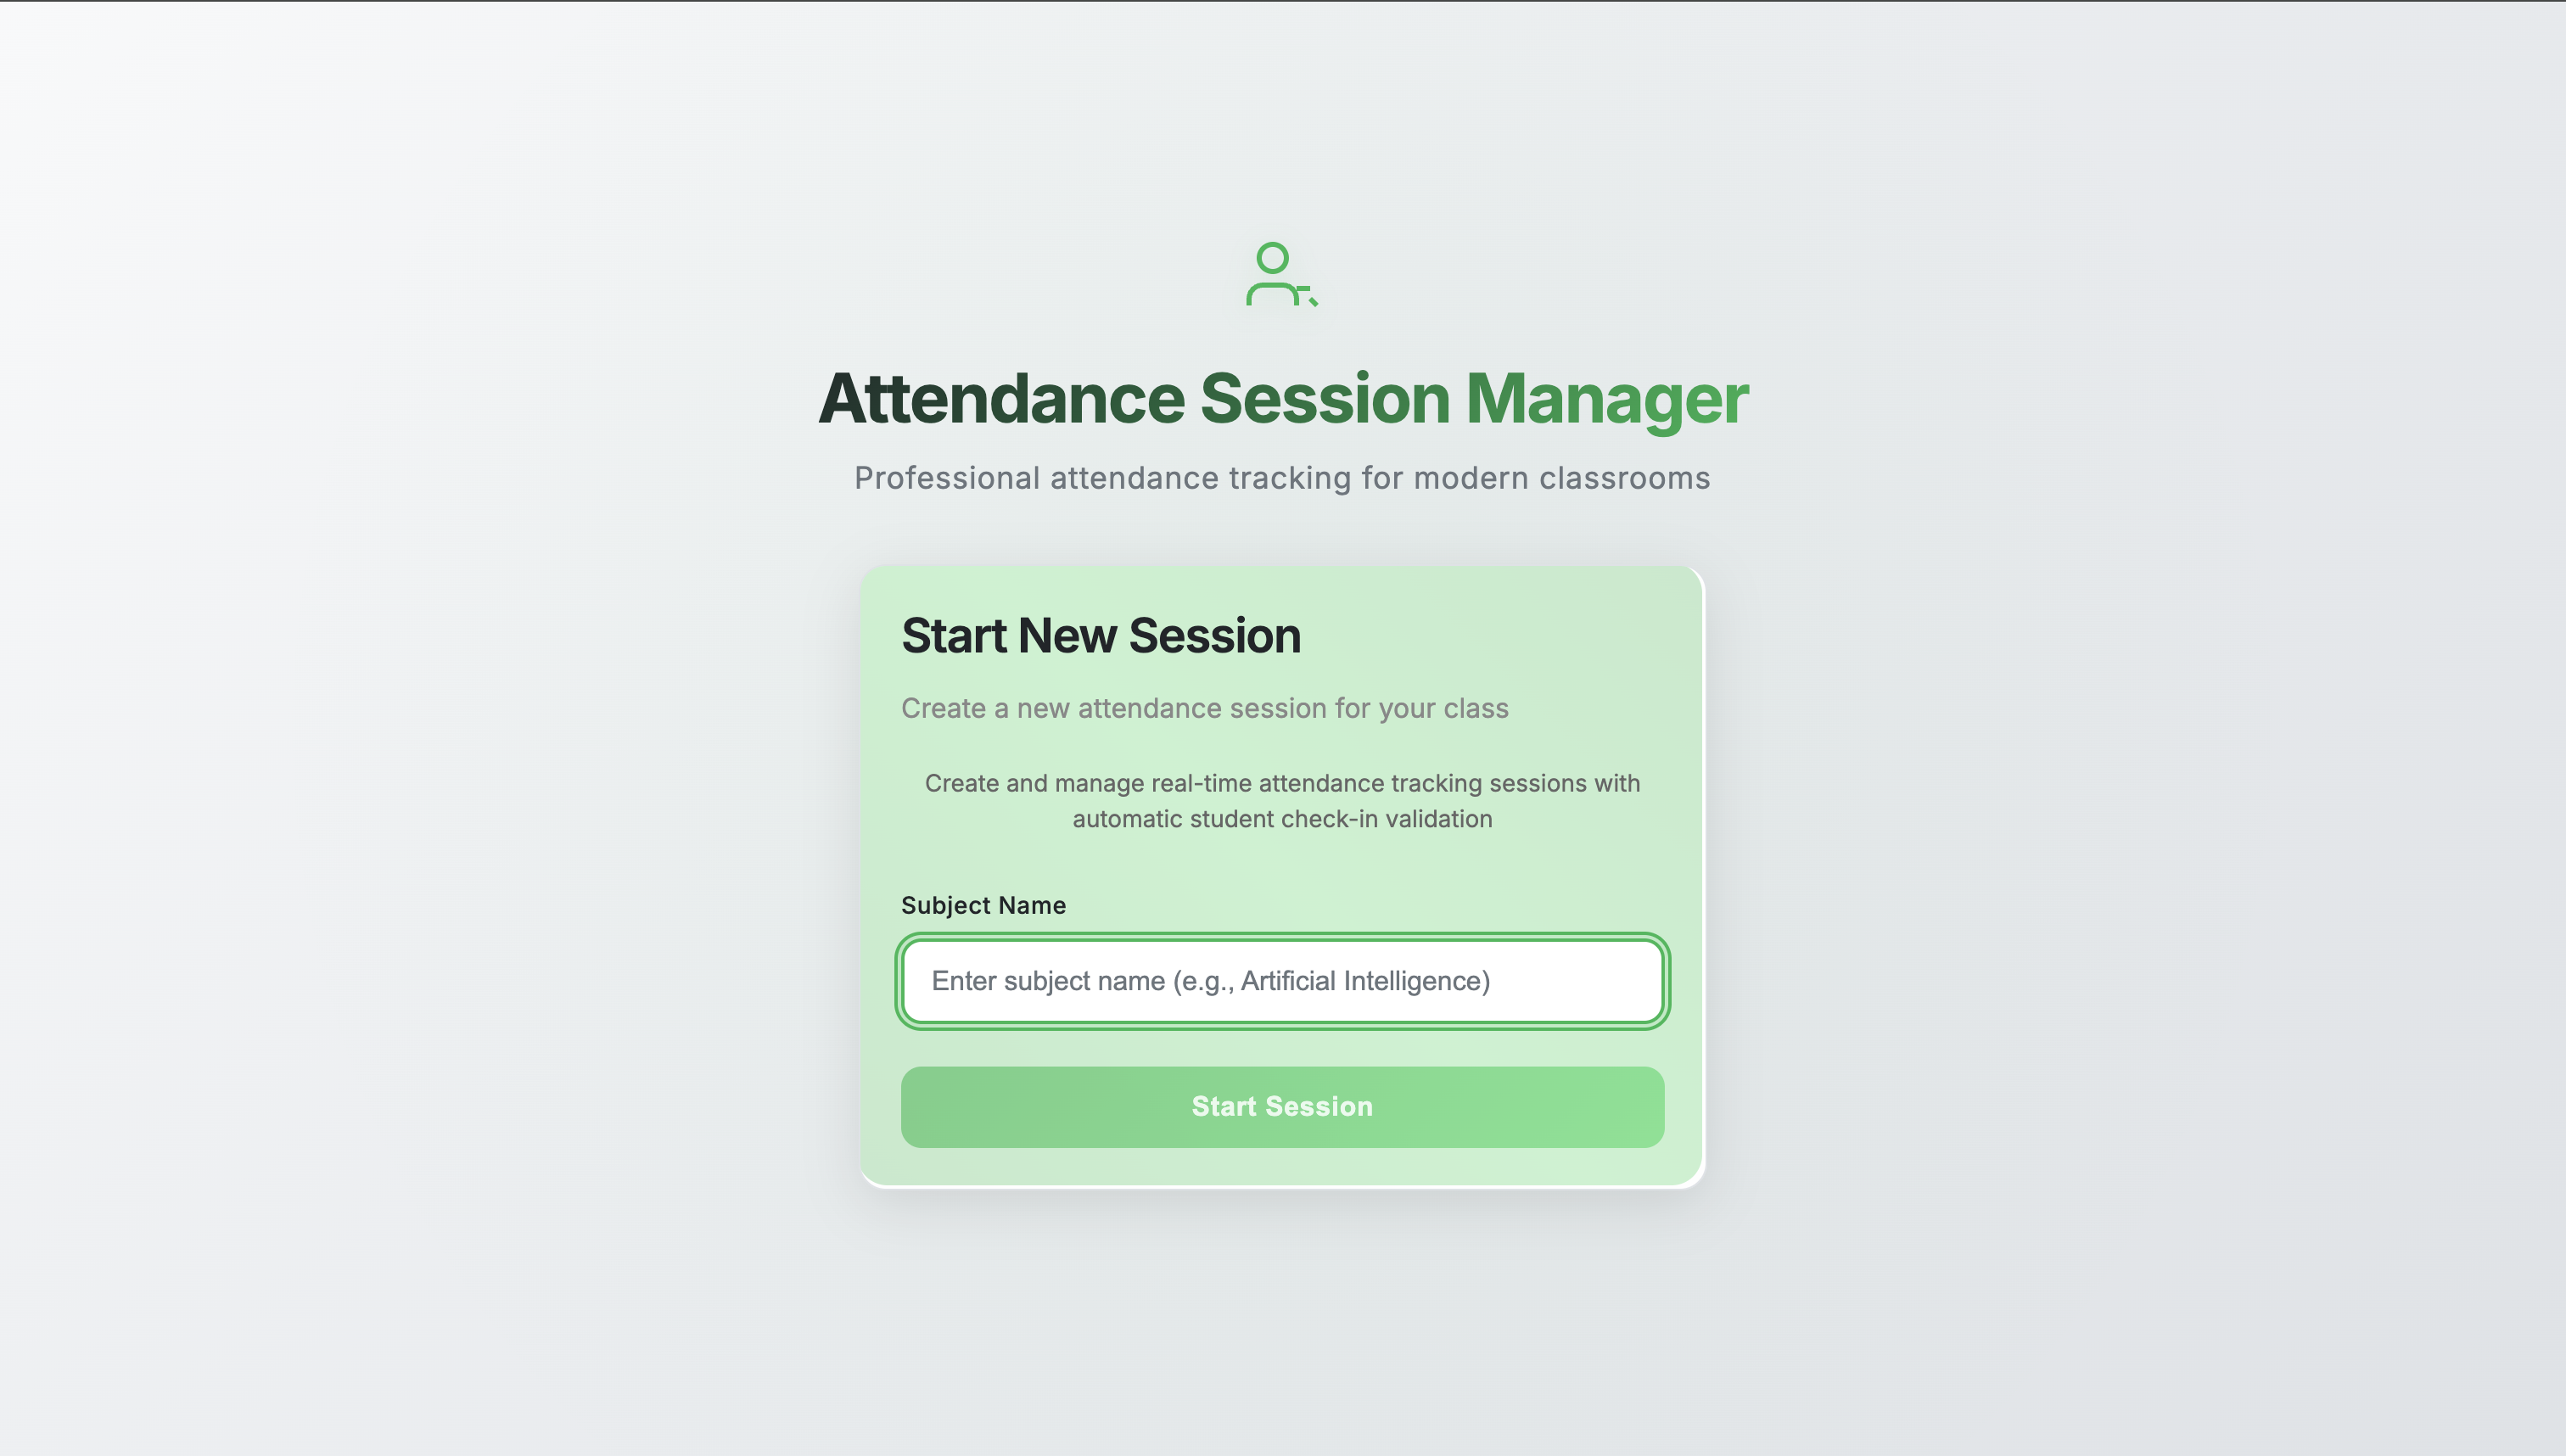 Attendance Session Manager
Professional attendance tracking for modern classrooms
Start New Session
Create a new attendance session for your class
Create and manage real-time attendance tracking sessions with
automatic student check-in validation
Subject Name
Enter subject name (e.g., Artificial Intelligence)
Start Session